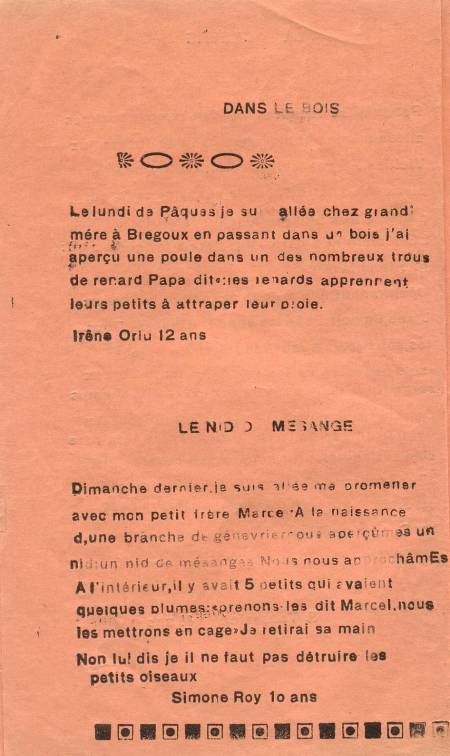 DANS LE BOIS
Le lundi de Pâques je sui allée chez grand'
mére à Bregoux en passant dans un bois j'ai
aperçu une poule dans un des nombreux trous
de renard Papa dit«:les renards apprennent
leurs petits à attraper leur proie.
Irêne Orlu 12 ans
LE NID D MESANGE
Dimanche dernier,je suis allée me promener
avec mon petit frère Marcel A la naissance
d,une branche de génevrier nous aperçûmes un
nid:un nid de mésanges Nous nous approchâmEs
A l'intérieur,il y avait 5 petits qui avaient
quelques plumes:«prenons-les dit Marcel,nous
les mettrons en cage»Je retirai sa main
Non lui dis je il ne faut pas détruire les
petits oiseaux
Simone Roy 1o ans